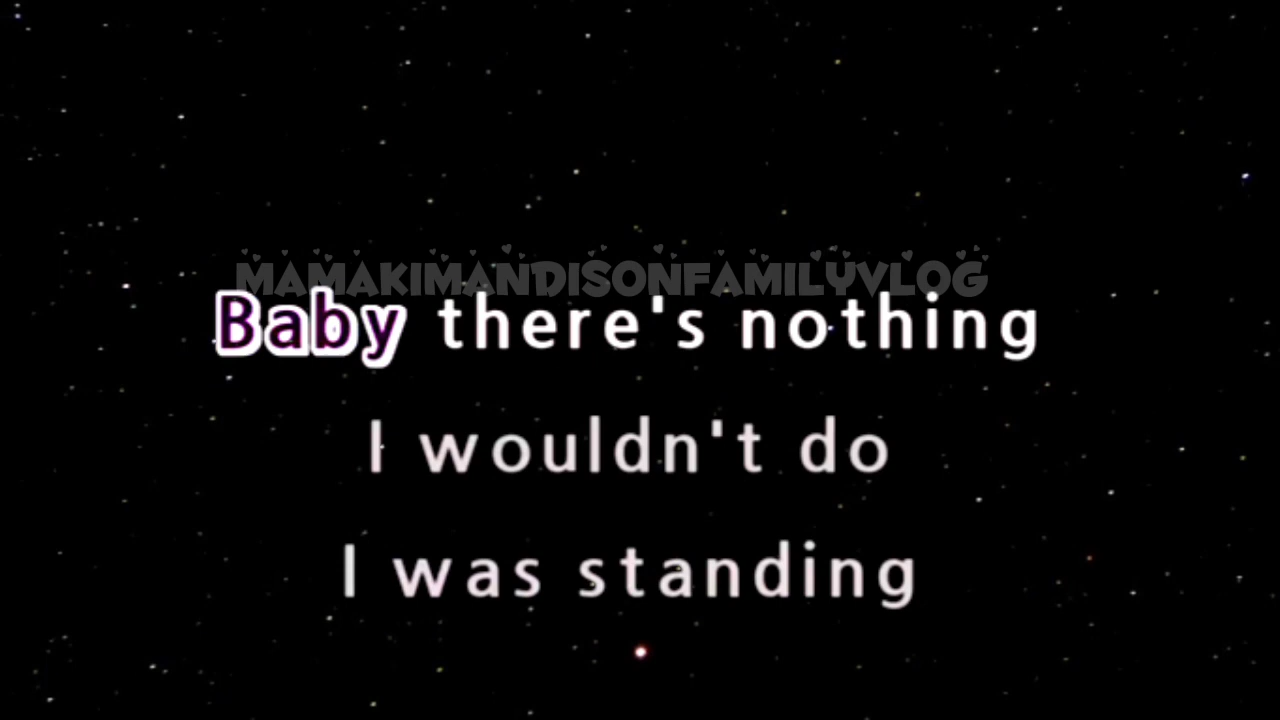 MAMAKIMANDISONFAMILYVLOG
Baby there's nothing
I wouldn't do
I was standing